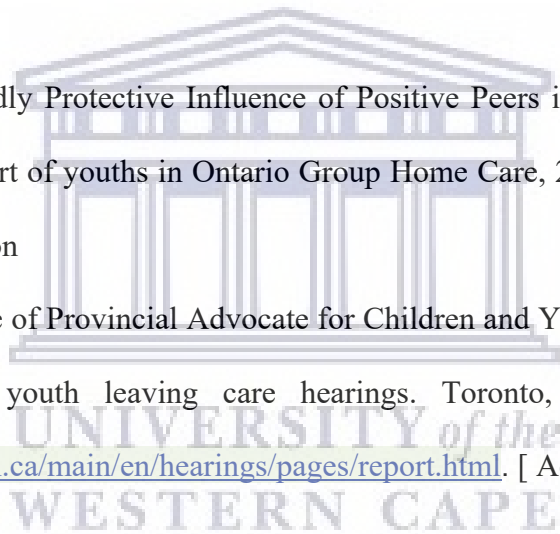 dly Protective Influence of Positive Peers i
rt of youths in Ontario Group Home Care, 2
on
e of Provincial Advocate for Children and Y
youth leaving care hearings. Toronto,
UNIVERSITY of the
.ca/main/en/hearings/pages/report.html. [ A
WESTERN CAPE